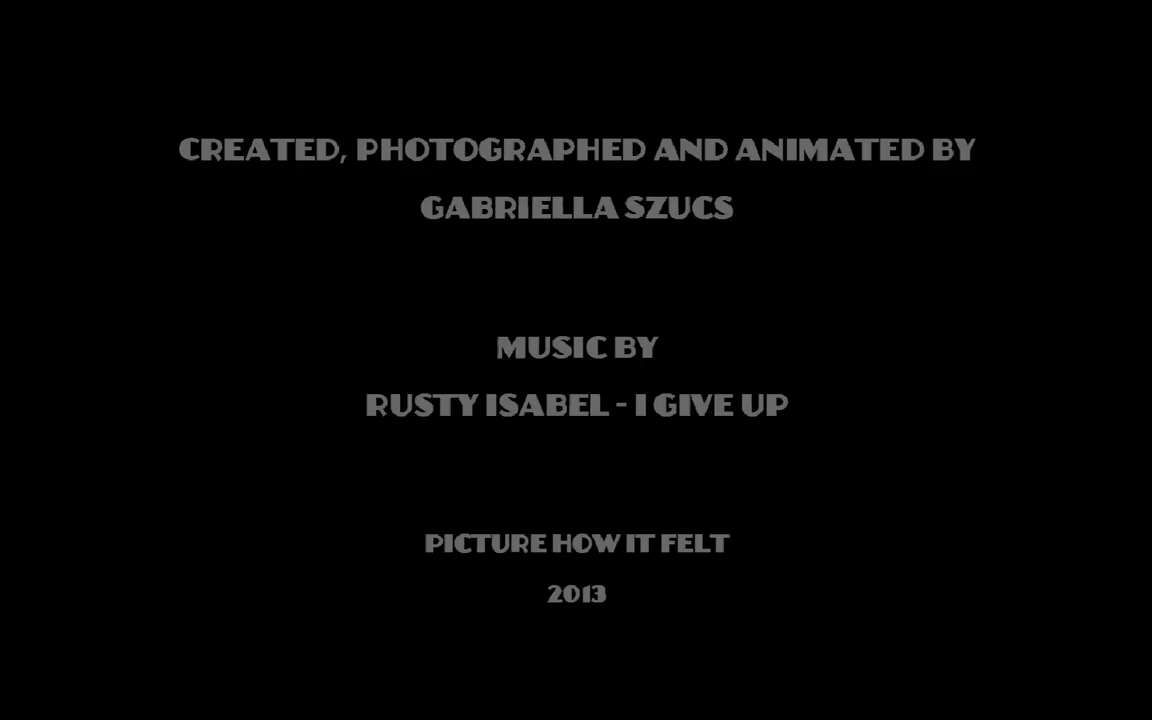 CREATED, PHOTOGRAPHED AND ANIMATED BY
GABRIELLA SZUCS
MUSIC BY
RUSTY ISABEL - I GIVE UP
PICTURE HOW IT FELT
2013